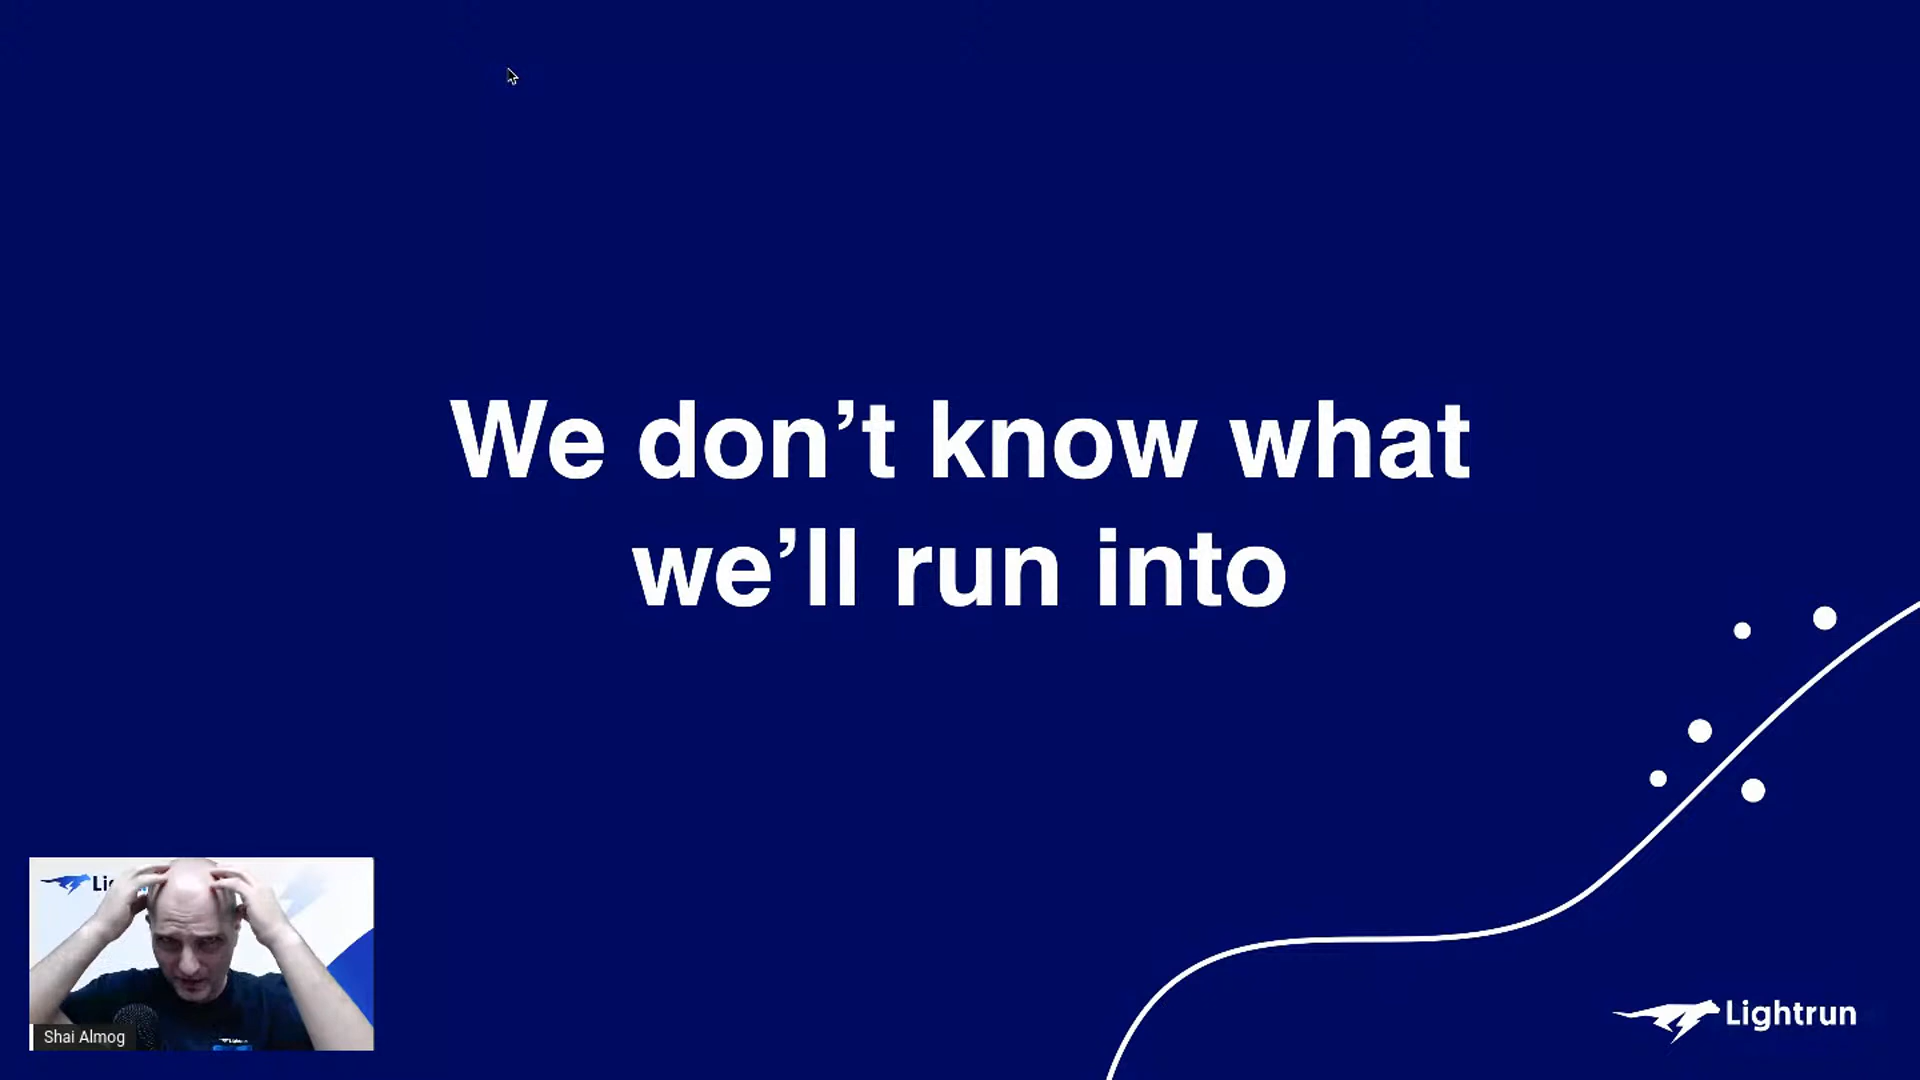 We don’t know what
we’ll run into
Shai Almog
Lightrun